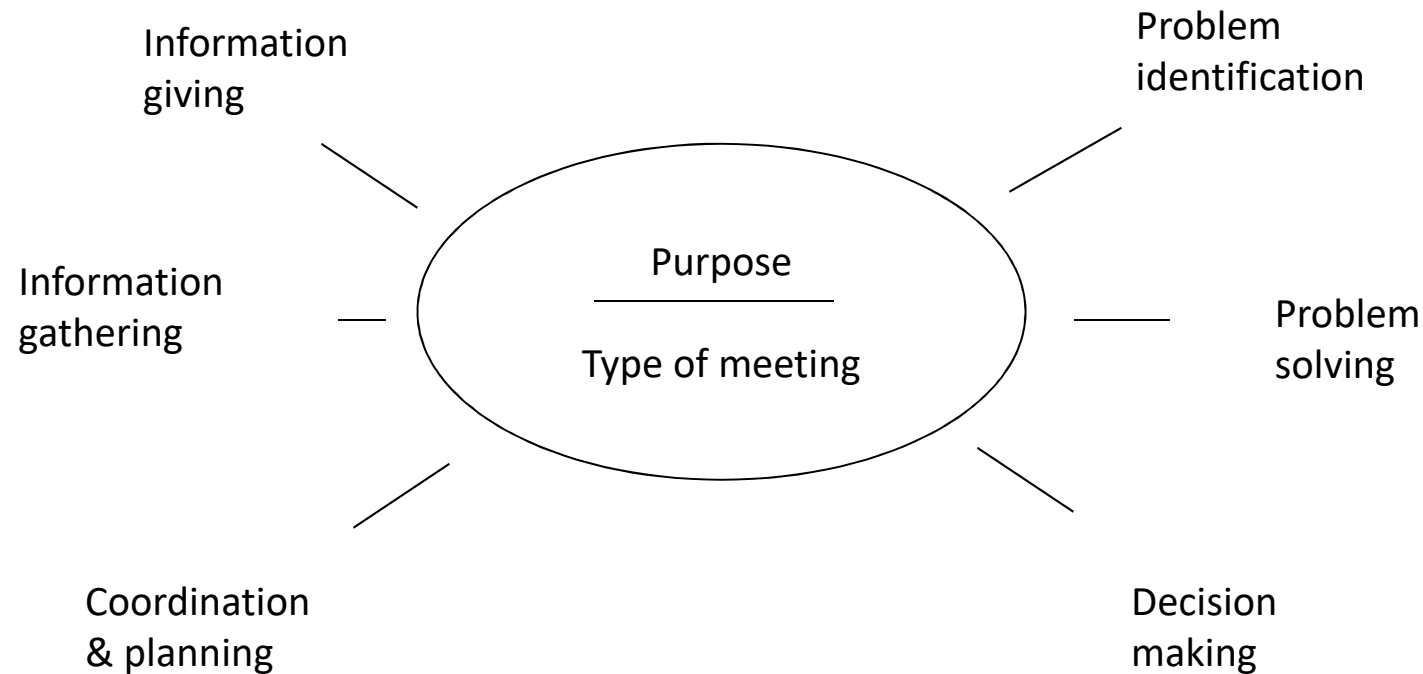 Information
giving
Problem
identification
Purpose
Type of meeting
Information
gathering
Problem
solving
Coordination
& planning
Decision
making